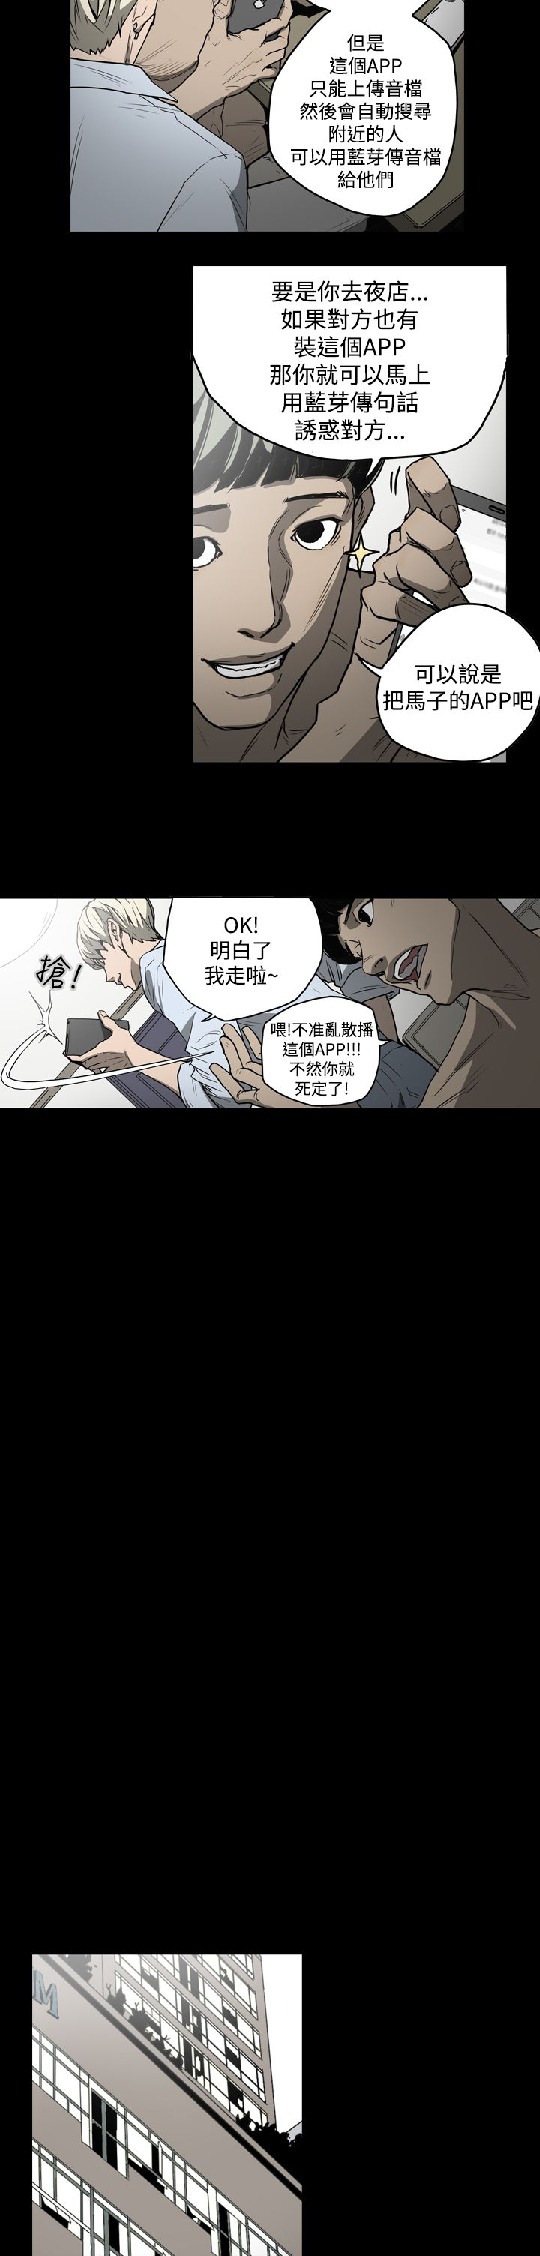 但是
這個APP
只能上傳音檔
然後會自動搜尋
附近的人
可以用藍芽傳音檔
給他們
要是你去夜店...
如果對方也有
裝這個APP
那你就可以馬上
用藍芽傳句話
誘惑對方...
可以說是
把馬子的APP吧
OK!
明白了
我走啦~
搶!
喂!不准亂散播
這個APP!!!
不然你就
死定了!
M